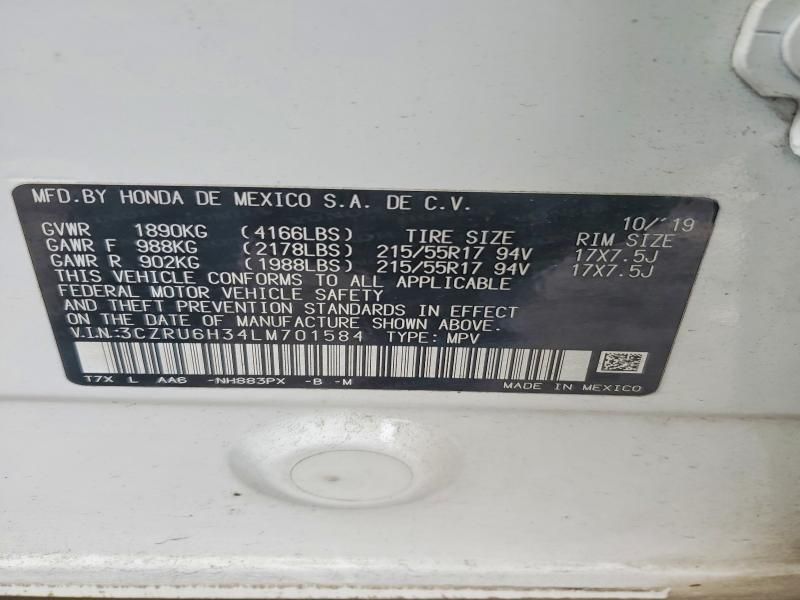 MFD.BY HONDA DE MEXICO S.A. DE C.V.
10/19
GVWR 1890KG (4166LBS) TIRE SIZE RIM SIZE
GAWR F 988KG (2178LBS) 215/55R17 94V 17X7.5J
GAWR R 902KG (1988LBS) 215/55R17 94V 17X7.5J
THIS VEHICLE CONFORMS TO ALL APPLICABLE
FEDERAL MOTOR VEHICLE SAFETY
AND THEFT PREVENTION STANDARDS IN EFFECT
ON THE DATE OF MANUFACTURE SHOWN ABOVE.
V.I.N.:3CZRU6H34LM701584 TYPE: MPV
T7X L AA6 -NH883PX -B -M
MADE IN MEXICO